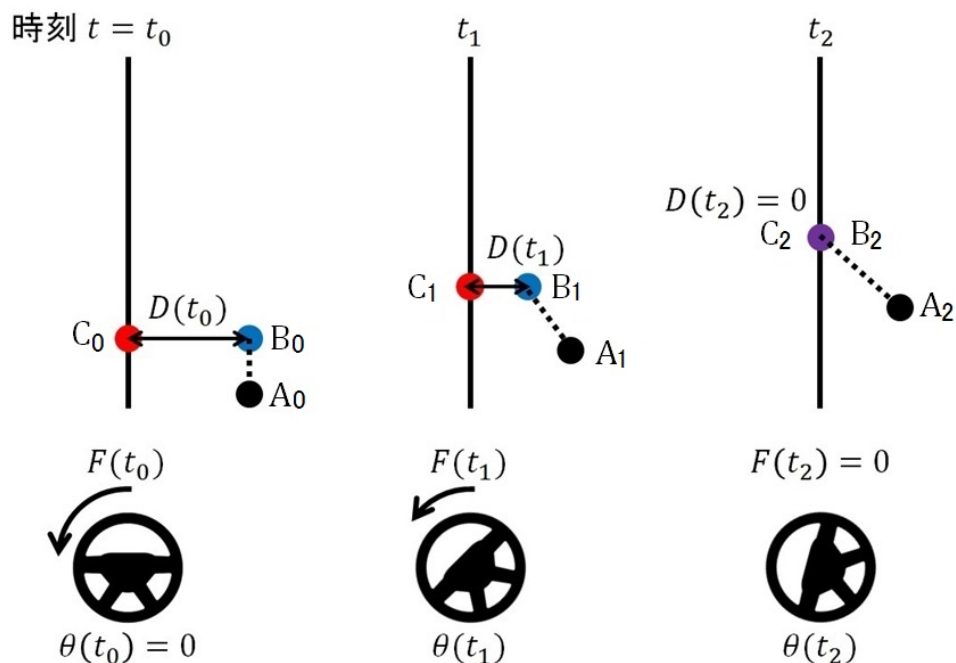 時刻 t = t₀
t₁
t₂
D(t₂) = 0
C₂
B₂
D(t₁)
C₁
B₁
A₂
D(t₀)
C₀
B₀
A₁
A₀
F(t₀)
F(t₁)
F(t₂) = 0
θ(t₀) = 0
θ(t₁)
θ(t₂)